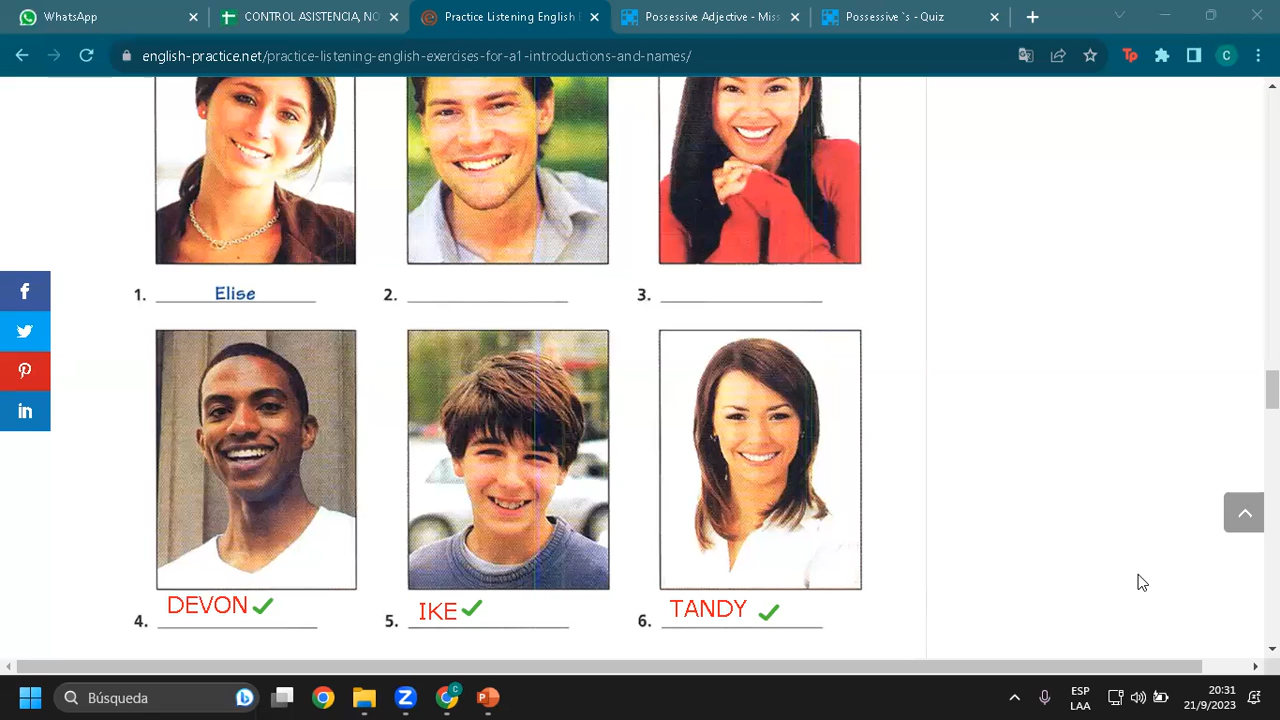 WhatsApp
CONTROL ASISTENCIA, NO
Practice Listening English
Possessive Adjective - Miss
Possessive `s - Quiz
english-practice.net/practice-listening-english-exercises-for-a1-introductions-and-names/
1. Elise
2.
3.
4. DEVON
5. IKE
6. TANDY
Búsqueda
ESP
LAA
20:31
21/9/2023